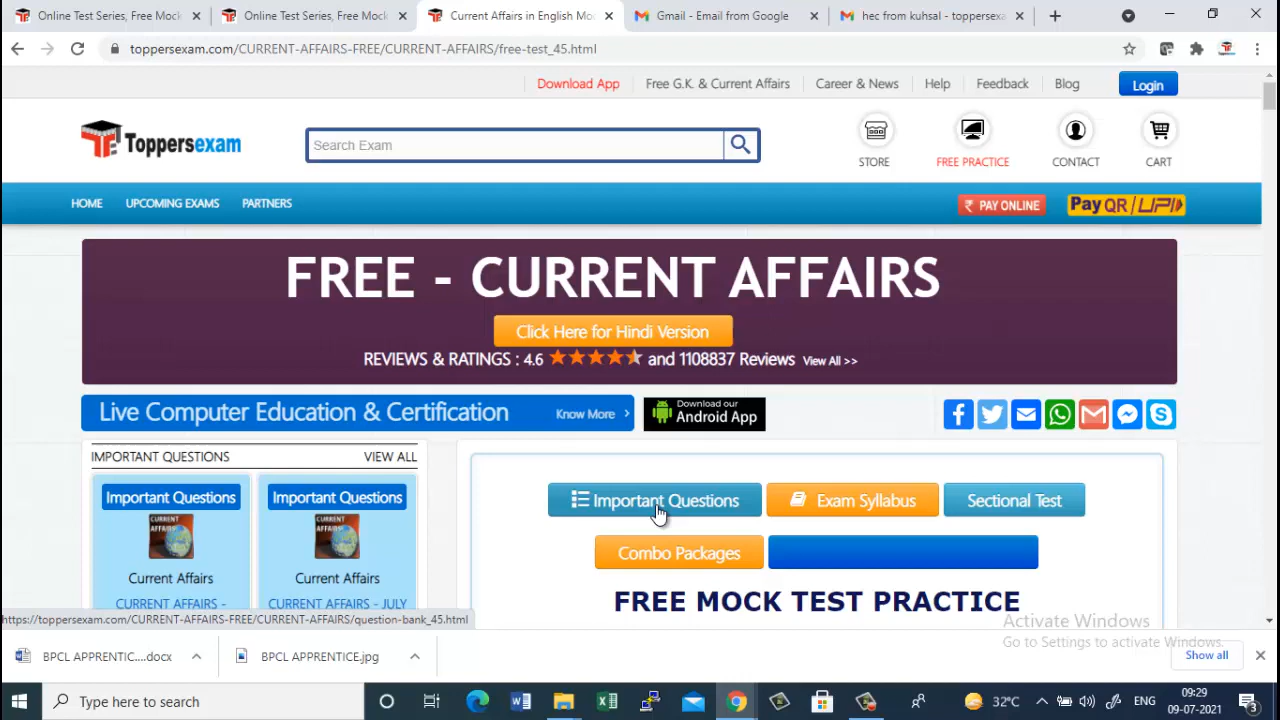 Online Test Series, Free Mock
Online Test Series, Free Mock
Current Affairs in English Mo
Gmail - Email from Google
hec from kuhsal - toppersexa
toppersexam.com/CURRENT-AFFAIRS-FREE/CURRENT-AFFAIRS/free-test_45.html
Download App
Free G.K. & Current Affairs
Career & News
Help
Feedback
Blog
Login
Toppersexam
Search Exam
STORE
FREE PRACTICE
CONTACT
CART
HOME
UPCOMING EXAMS
PARTNERS
₹ PAY ONLINE
Pay QR/UPI
FREE - CURRENT AFFAIRS
Click Here for Hindi Version
REVIEWS & RATINGS : 4.6 and 1108837 Reviews View All >>
Live Computer Education & Certification
Know More
Download our
Android App
IMPORTANT QUESTIONS
VIEW ALL
Important Questions
CURRENT
AFFAIRS
Current Affairs
CURRENT AFFAIRS -
Important Questions
CURRENT
AFFAIRS
Current Affairs
CURRENT AFFAIRS - JULY
Important Questions
Exam Syllabus
Sectional Test
Combo Packages
FREE MOCK TEST PRACTICE
https://toppersexam.com/CURRENT-AFFAIRS-FREE/CURRENT-AFFAIRS/question-bank_45.html
Activate Windows
Go to Settings to activate Windows.
BPCL APPRENTIC....docx
BPCL APPRENTICE.jpg
Show all
Type here to search
32°C
ENG
09:29
09-07-2021
3